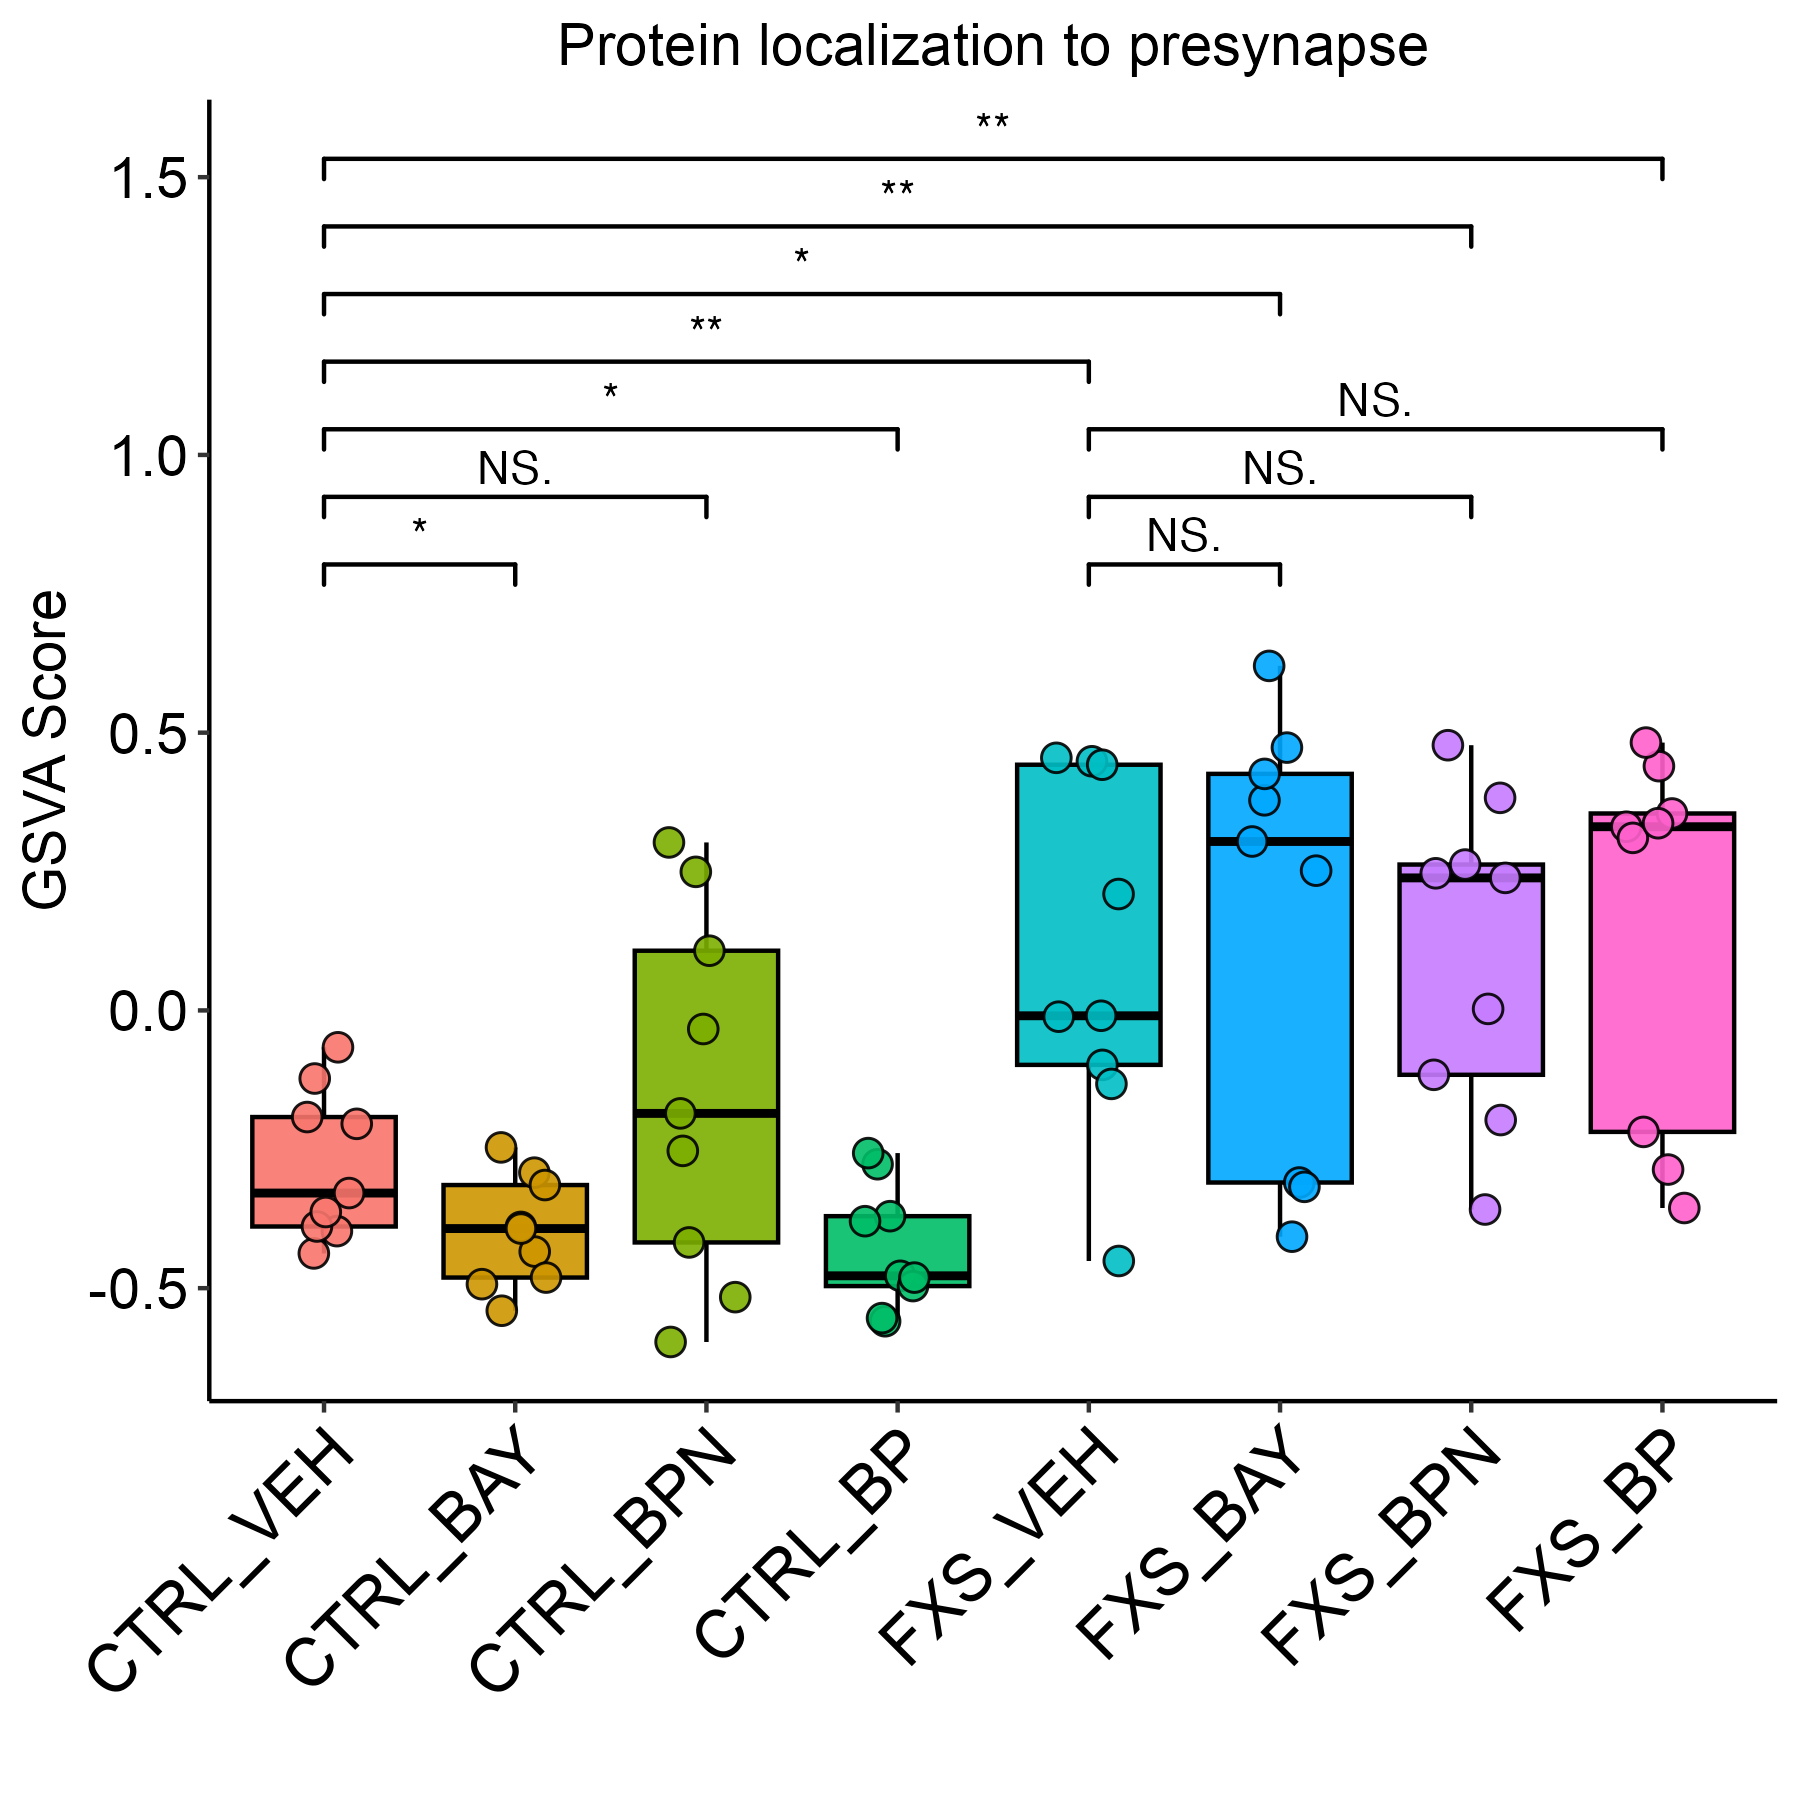 Protein localization to presynapse
**
**
*
**
*
NS.
*
NS.
NS.
NS.
GSVA Score
1.5
1.0
0.5
0.0
-0.5
CTRL_VEH
CTRL_BAY
CTRL_BPN
CTRL_BP
FXS_VEH
FXS_BAY
FXS_BPN
FXS_BP